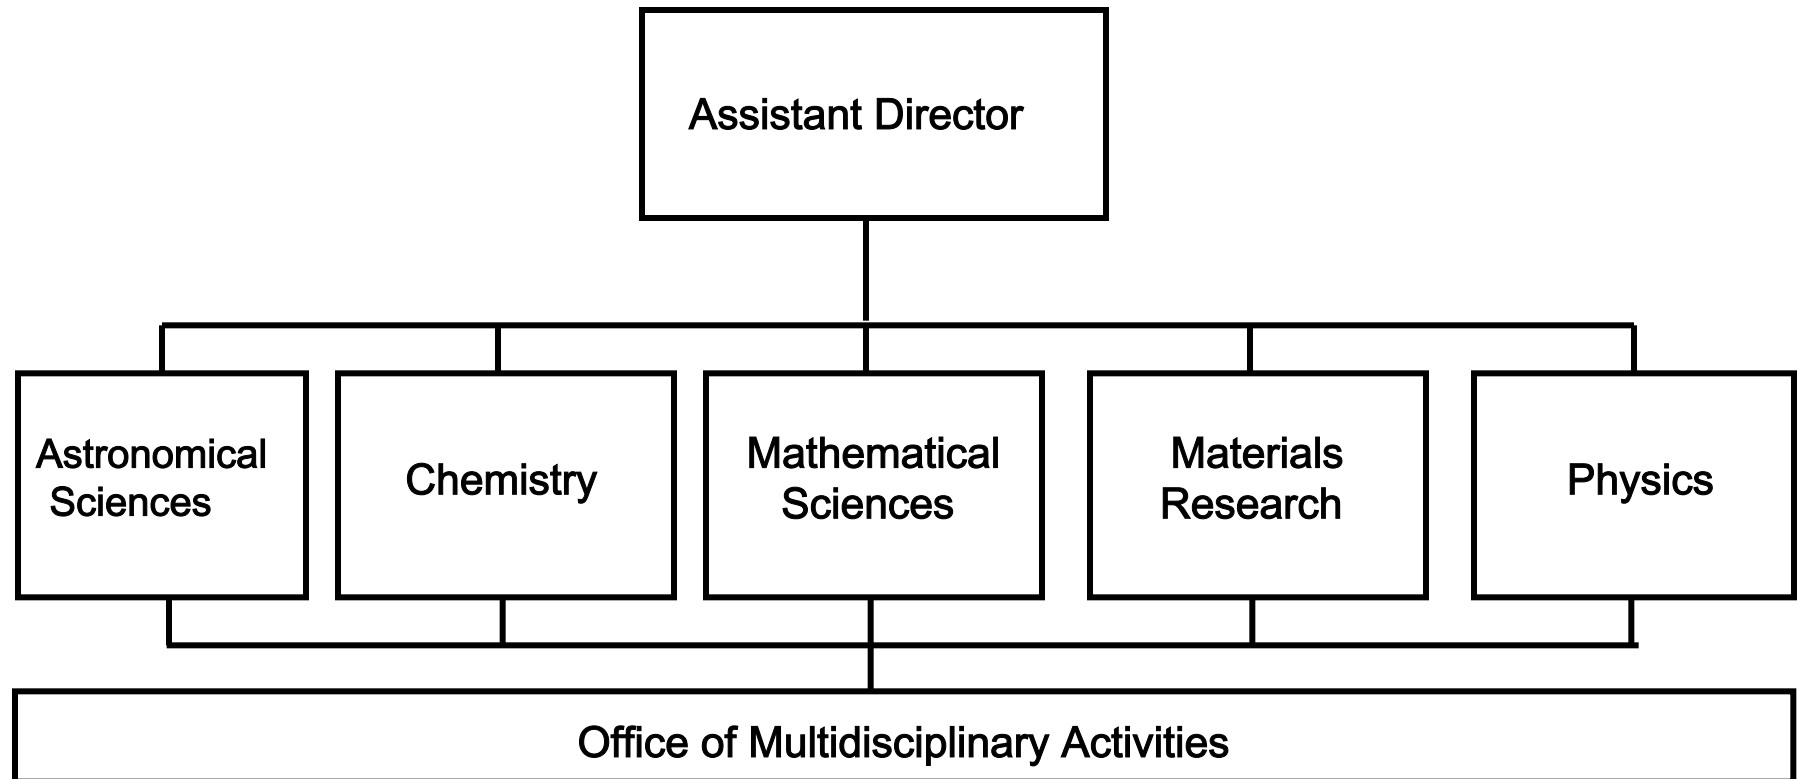 Assistant Director
Astronomical
Sciences
Chemistry
Mathematical
Sciences
Materials
Research
Physics
Office of Multidisciplinary Activities